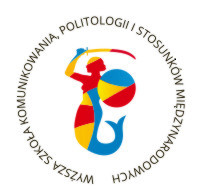 WYŻSZA SZKOŁA KOMUNIKOWANIA, POLITOLOGII I STOSUNKÓW MIĘDZYNARODOWYCH